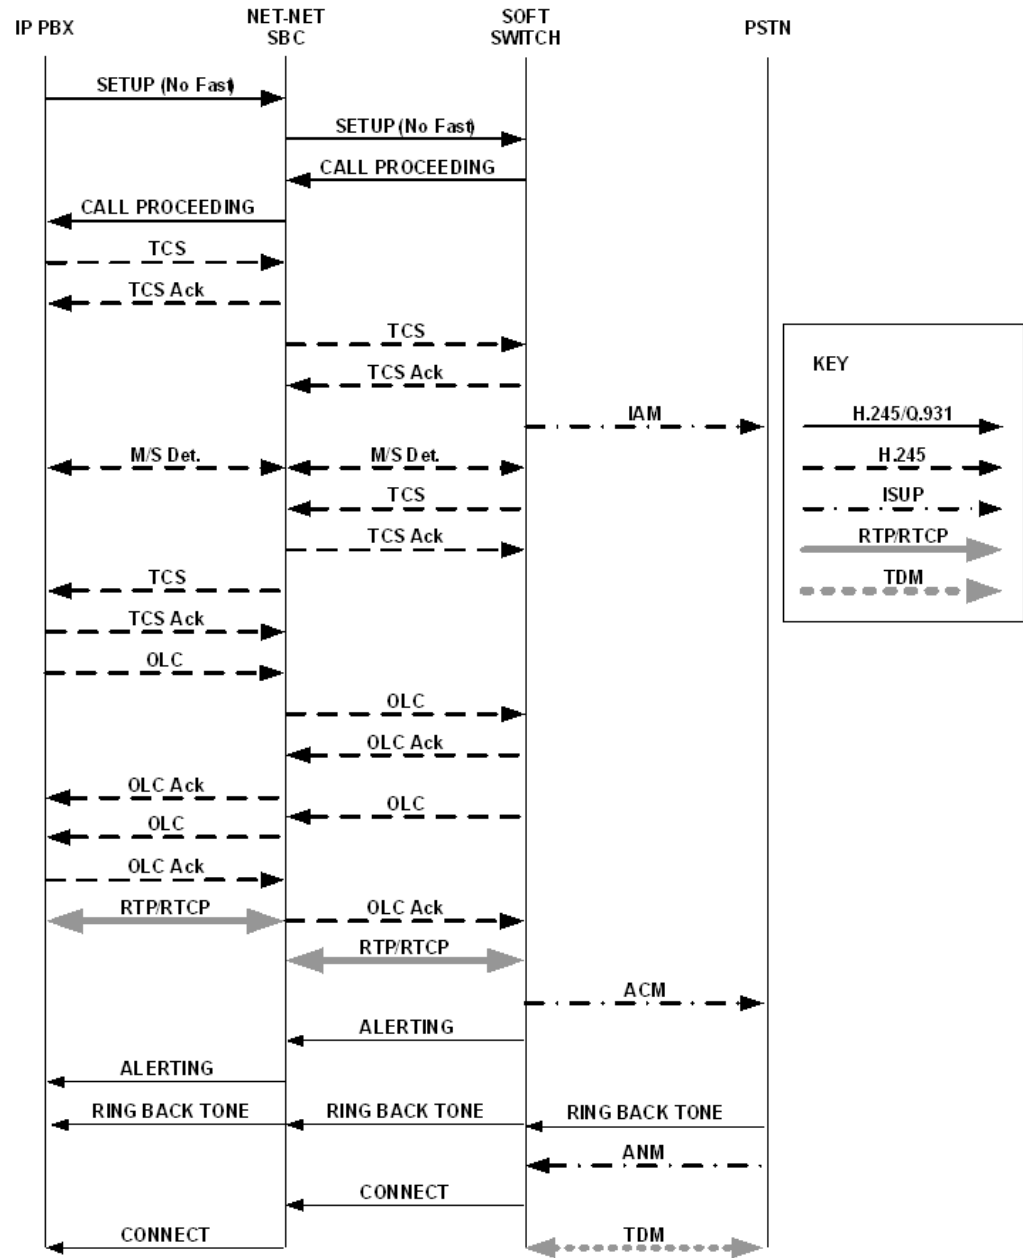 IP PBX
NET-NET
SBC
SOFT
SWITCH
PSTN
SETUP (No Fast)
SETUP (No Fast)
CALL PROCEEDING
CALL PROCEEDING
TCS
TCS Ack
TCS
TCS Ack
IAM
M/S Det.
M/S Det.
TCS
TCS Ack
TCS
TCS Ack
OLC
OLC
OLC Ack
OLC Ack
OLC
OLC
OLC Ack
RTP/RTCP
OLC Ack
RTP/RTCP
ACM
ALERTING
ALERTING
RING BACK TONE
RING BACK TONE
RING BACK TONE
ANM
CONNECT
CONNECT
TDM
KEY
H.245/Q.931
H.245
ISUP
RTP/RTCP
TDM